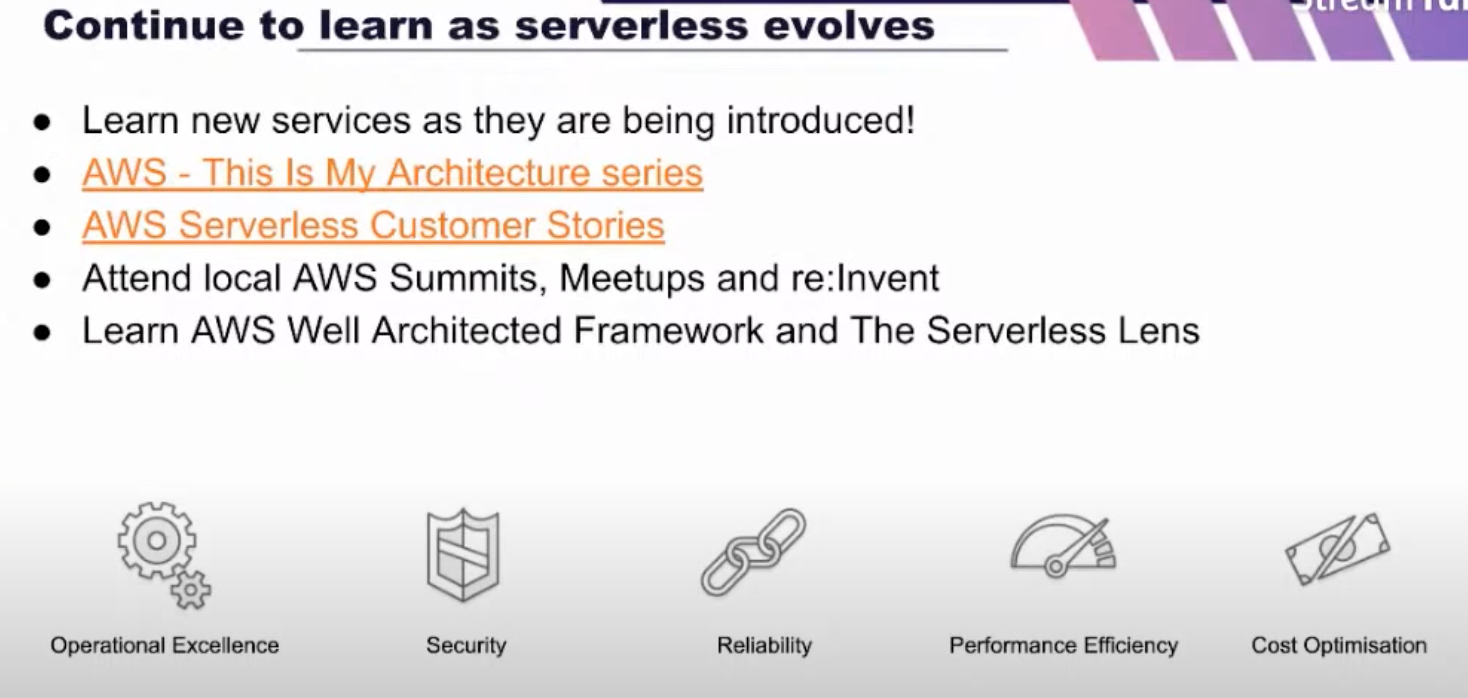 Continue to learn as serverless evolves
Learn new services as they are being introduced!
AWS - This Is My Architecture series
AWS Serverless Customer Stories
Attend local AWS Summits, Meetups and re:Invent
Learn AWS Well Architected Framework and The Serverless Lens
Operational Excellence
Security
Reliability
Performance Efficiency
Cost Optimisation